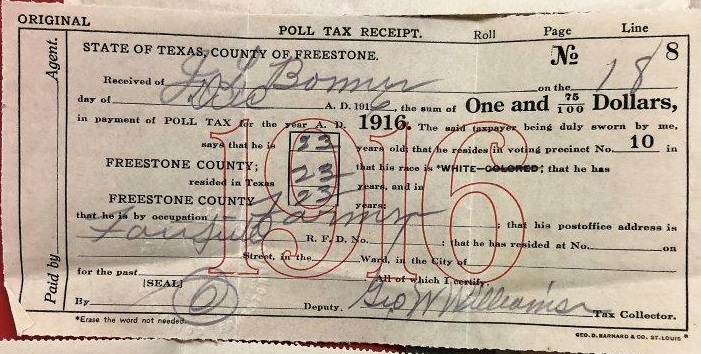 ORIGINAL
POLL TAX RECEIPT. Roll Page Line
STATE OF TEXAS, COUNTY OF FREESTONE. No 8
Received of J. L. Bonner on the 18
day of Dec A. D. 1916, the sum of One and 75/100 Dollars,
in payment of POLL TAX for the year A. D. 1916. The said taxpayer being duly sworn by me,
says that he is 23 years old; that he resides in voting precinct No. 10 in
FREESTONE COUNTY; that his race is *WHITE—COLORED; that he has
resided in Texas 23 years, and in
FREESTONE COUNTY 23 years;
that he is by occupation Farmer; that his postoffice address is
Fairfield R. F. D. No. ; that he has resided at No. on
Street, in the Ward, in the City of
for the past All of which I certify.
[SEAL]
By Deputy. Geo W Williams Tax Collector.
*Erase the word not needed.
GEO. D. BARNARD & CO. ST. LOUIS *
Agent.
Paid by
1916